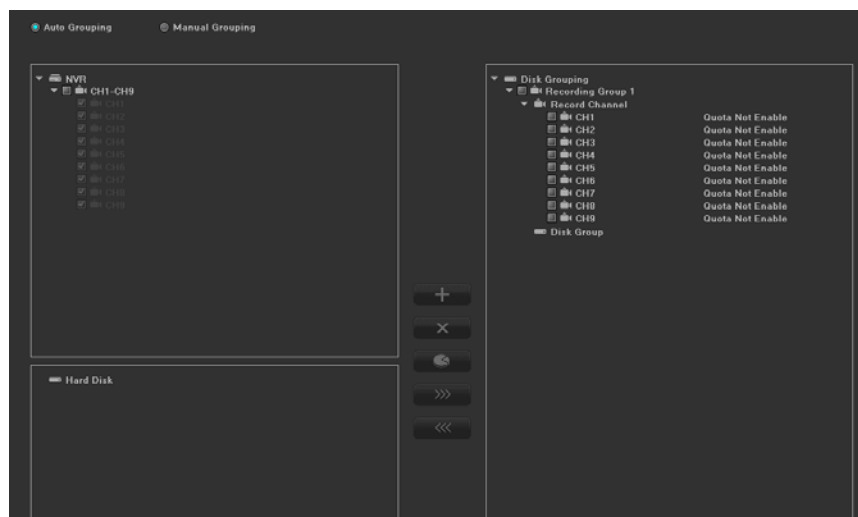 Auto Grouping Manual Grouping
NVR
CH1-CH9
CH1
CH2
CH3
CH4
CH5
CH6
CH7
CH8
CH9
Hard Disk
Disk Grouping
Recording Group 1
Record Channel
CH1 Quota Not Enable
CH2 Quota Not Enable
CH3 Quota Not Enable
CH4 Quota Not Enable
CH5 Quota Not Enable
CH6 Quota Not Enable
CH7 Quota Not Enable
CH8 Quota Not Enable
CH9 Quota Not Enable
Disk Group